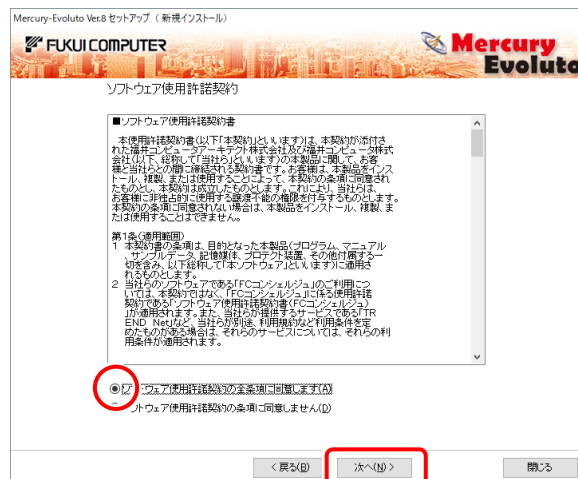 Mercury-Evoluto Ver.8 セットアップ（ 新規インストール）
FUKUI COMPUTER
Mercury
Evoluto
ソフトウェア使用許諾契約
■ソフトウェア使用許諾契約書
本使用許諾契約書(以下「本契約」といいます)は、本契約が添付さ
れた福井コンピュータアーキテクト株式会社及び福井コンピュータ株式
会社(以下、総称して「当社ら」といいます)の本製品に関して、お客
様と当社らとの間に締結される契約書です。お客様は、本製品をインス
トール、複製、または使用することによって、本契約の条項に同意され
たものとし、本契約は成立したものとします。これにより、当社らは、
お客様に非独占的に使用する譲渡不能の権限を付与するものとします。
本契約の条項に同意されない場合は、本製品をインストール、複製、ま
たは使用することはできません。
第1条(適用範囲)
1 本契約書の条項は、目的となった本製品(プログラム、マニュアル
、サンプルデータ、記憶媒体、プロテクト装置、その他付属する一
切を含み、以下総称して「本ソフトウェア」といいます)に適用さ
れるものとします。
2 当社らのソフトウェアである「FCコンシェルジュ」のご利用につ
いては、本契約ではなく、「FCコンシェルジュ」に係る使用許諾
契約である「ソフトウェア使用許諾契約書(FCコンシェルジュ)
」が適用されます。また、当社らが提供するサービスである「TR
END Net」など、当社らが別途、利用規約など利用条件を定
めたものがある場合は、それらのサービスについては、それらの利
用条件が適用されます。
ウェア使用許諾契約の全条項に同意します(A)
フトウェア使用許諾契約の条項に同意しません(D)
< 戻る(B)
次へ(N) >
閉じる